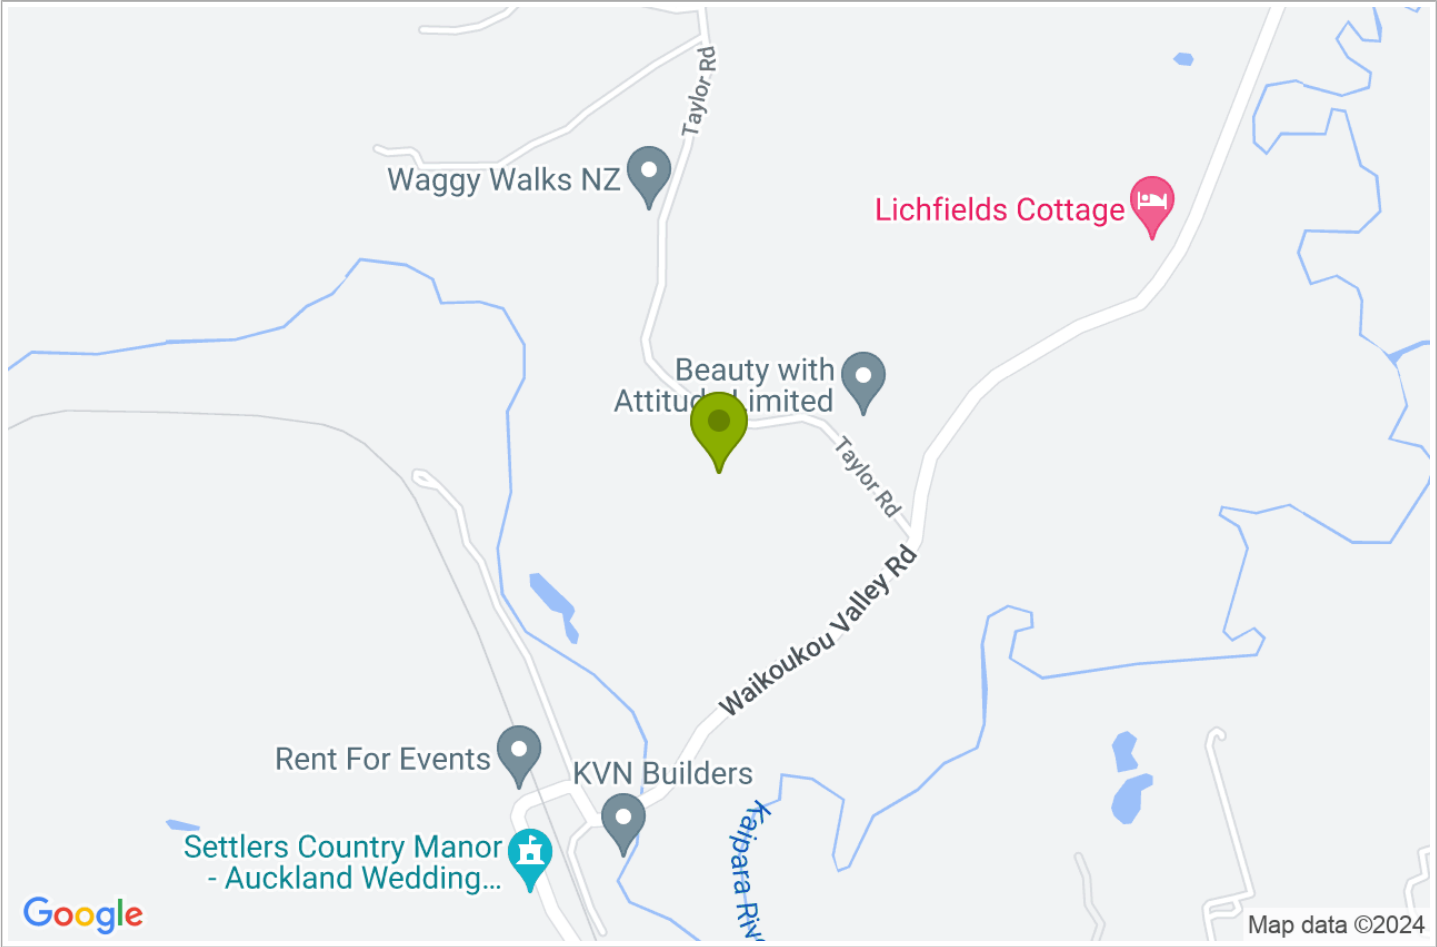 Taylor Rd
Waggy Walks NZ
Lichfields Cottage
Beauty with
Attitude Limited
Taylor Rd
Waikoukou Valley Rd
Rent For Events
KVN Builders
Settlers Country Manor
- Auckland Wedding...
Kaipara Rive
Google
Map data ©2024